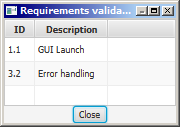 Requirements valida...
ID Description
1.1 GUI Launch
3.2 Error handling
Close